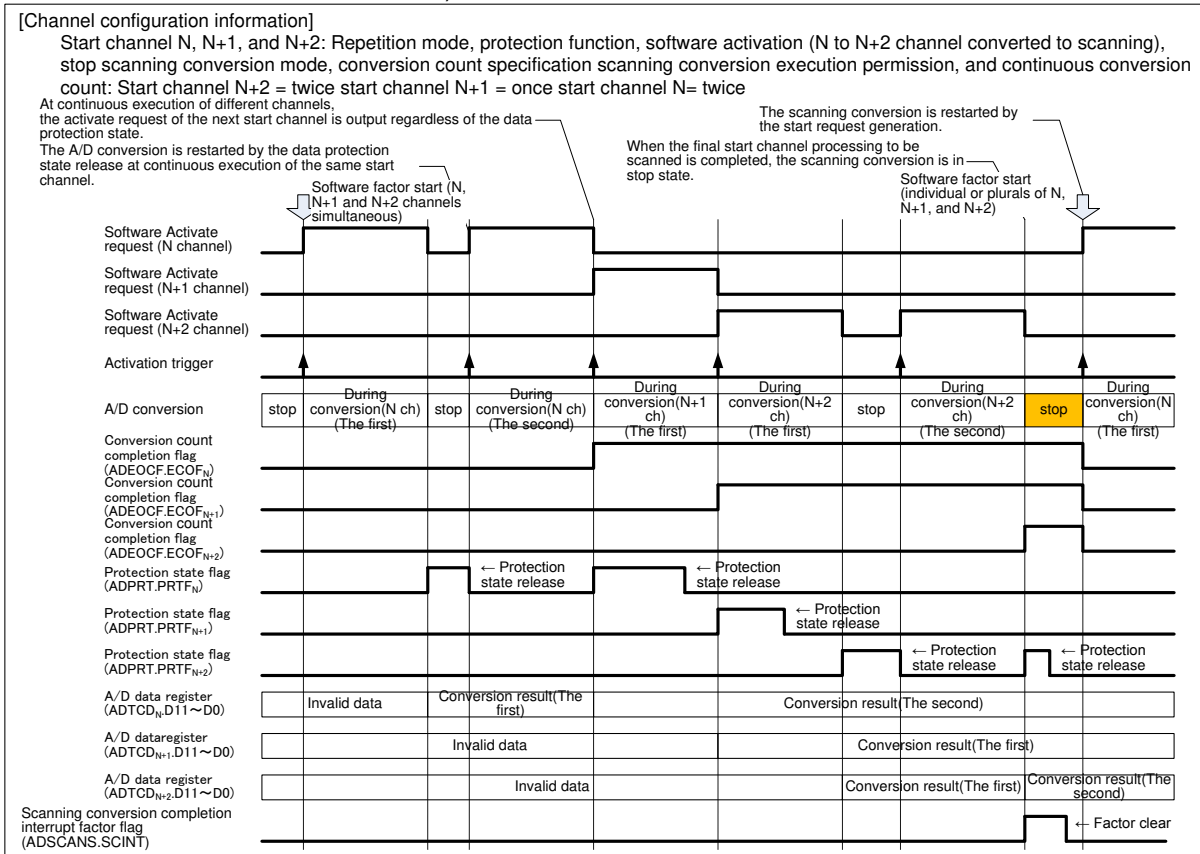 [Channel configuration information]
Start channel N, N+1, and N+2: Repetition mode, protection function, software activation (N to N+2 channel converted to scanning),
stop scanning conversion mode, conversion count specification scanning conversion execution permission, and continuous conversion
count: Start channel N+2 = twice start channel N+1 = once start channel N= twice
At continuous execution of different channels,
the activate request of the next start channel is output regardless of the data
protection state.
The A/D conversion is restarted by the data protection
state release at continuous execution of the same start
channel.
Software factor start (N,
N+1 and N+2 channels
simultaneous)
When the final start channel processing to be
scanned is completed, the scanning conversion is in
stop state.
The scanning conversion is restarted by
the start request generation.
Software factor start
(individual or plurals of N,
N+1, and N+2)
Software Activate
request (N channel)
Software Activate
request (N+1 channel)
Software Activate
request (N+2 channel)
Activation trigger
A/D conversion
stop
During
conversion(N ch)
(The first)
stop
During
conversion(N ch)
(The second)
During
conversion(N+1
ch)
(The first)
During
conversion(N+2
ch)
(The first)
stop
During
conversion(N+2
ch)
(The second)
stop
During
conversion(N
ch)
(The first)
Conversion count
completion flag
(ADEOCF.ECOFN)
Conversion count
completion flag
(ADEOCF.ECOFN+1)
Conversion count
completion flag
(ADEOCF.ECOFN+2)
Protection state flag
(ADPRT.PRTFN)
← Protection
state release
← Protection
state release
Protection state flag
(ADPRT.PRTFN+1)
← Protection
state release
Protection state flag
(ADPRT.PRTFN+2)
← Protection
state release
← Protection
state release
A/D data register
(ADTCDN.D11～D0)
Invalid data
Conversion result(The
first)
Conversion result(The second)
A/D dataregister
(ADTCDN+1.D11～D0)
Invalid data
Conversion result(The first)
A/D data register
(ADTCDN+2.D11～D0)
Invalid data
Conversion result(The first)
Conversion result(The
second)
Scanning conversion completion
interrupt factor flag
(ADSCANS.SCINT)
← Factor clear